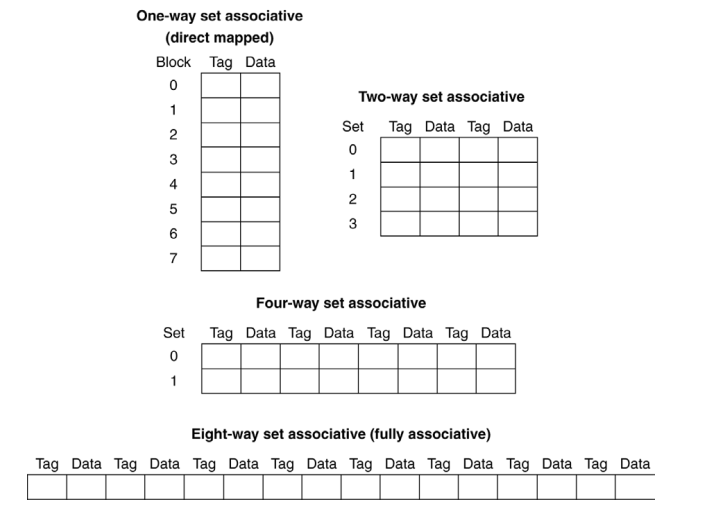 One-way set associative
(direct mapped)
Block Tag Data
0
1
2
3
4
5
6
7
Two-way set associative
Set Tag Data Tag Data
0
1
2
3
Four-way set associative
Set Tag Data Tag Data Tag Data Tag Data
0
1
Eight-way set associative (fully associative)
Tag Data Tag Data Tag Data Tag Data Tag Data Tag Data Tag Data Tag Data